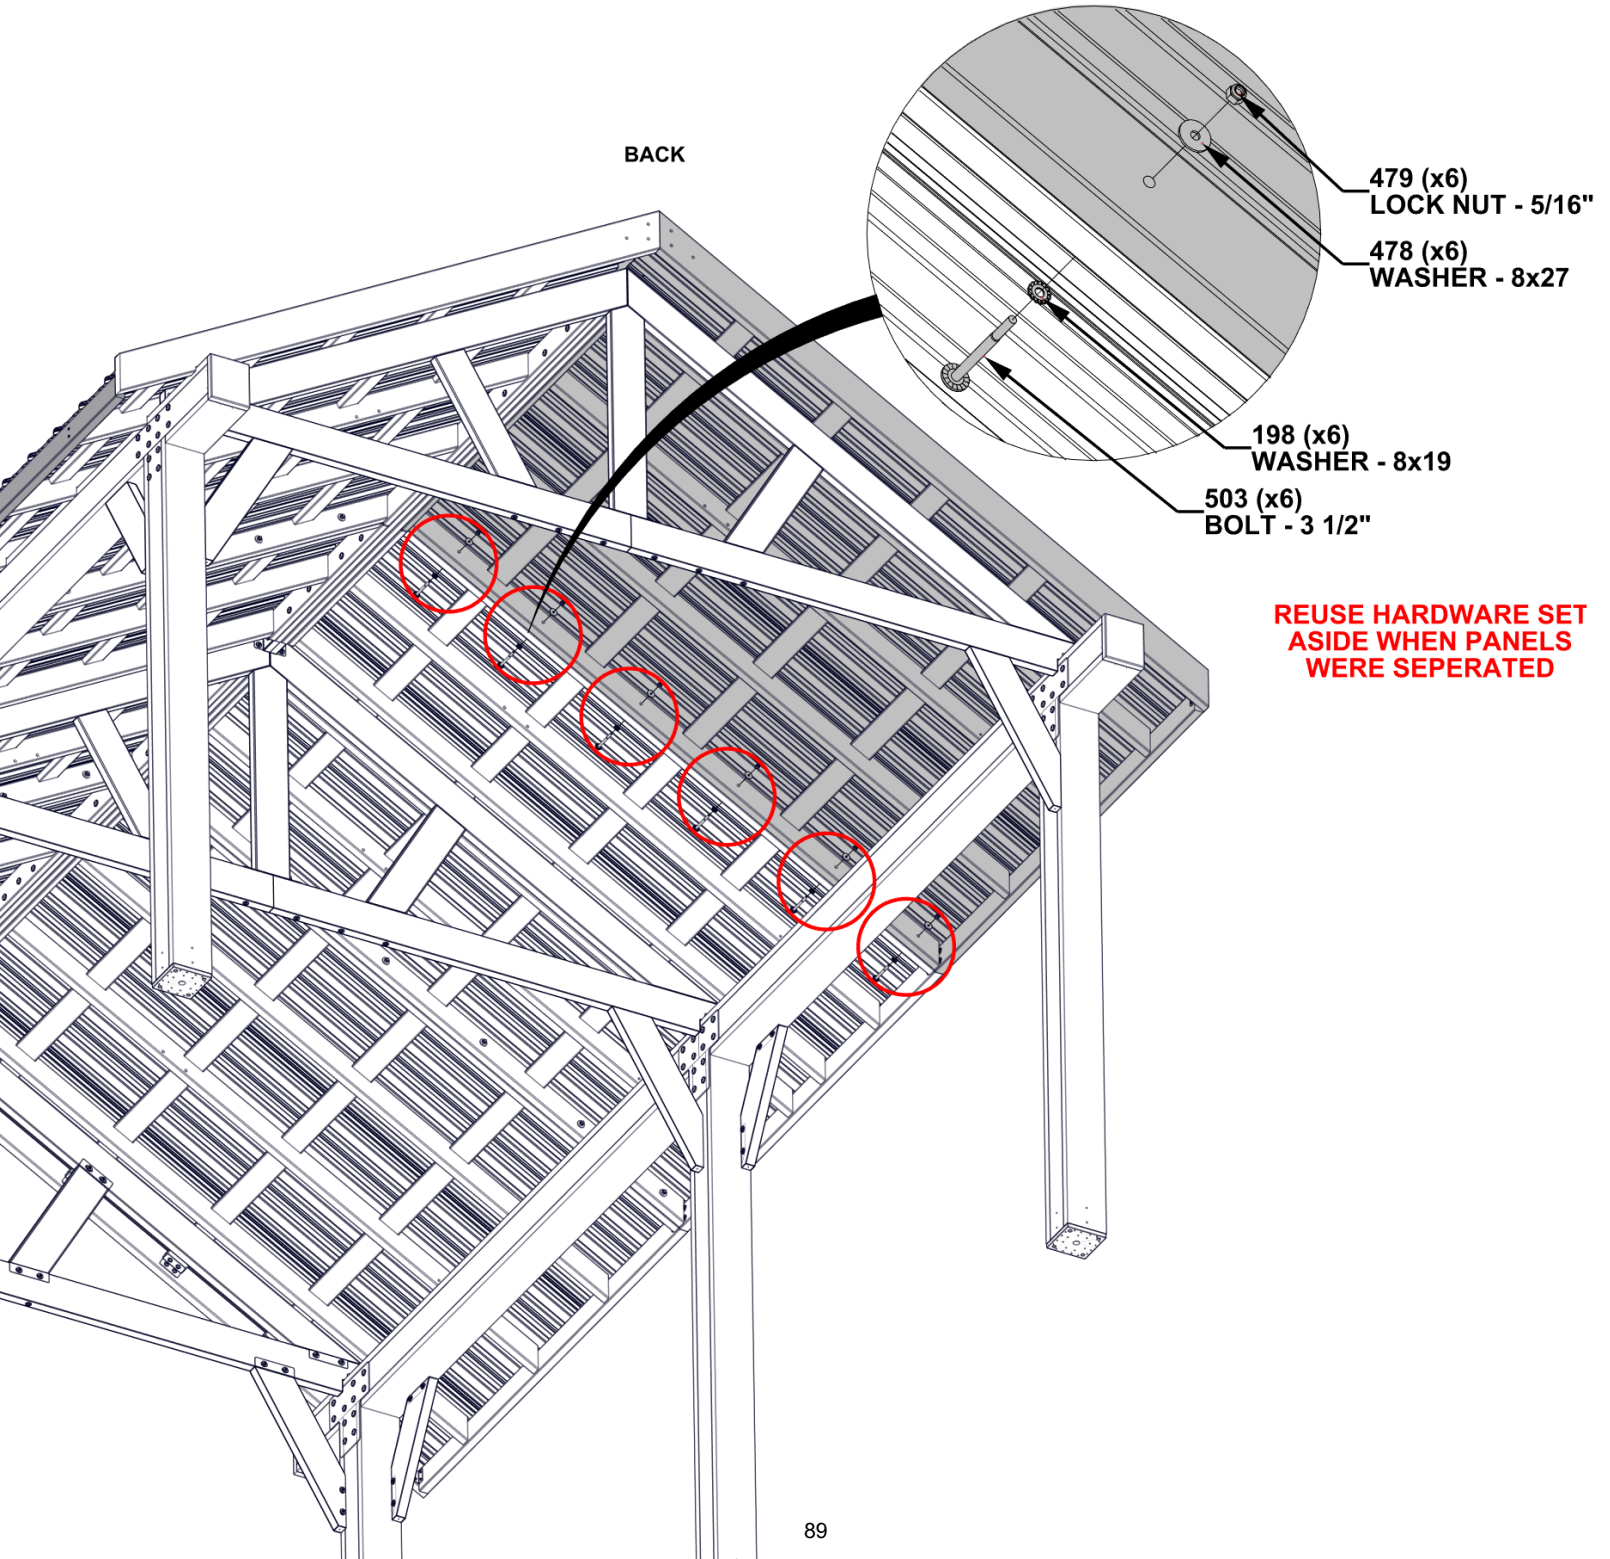 BACK
479 (x6)
LOCK NUT - 5/16"
478 (x6)
WASHER - 8x27
198 (x6)
WASHER - 8x19
503 (x6)
BOLT - 3 1/2"
REUSE HARDWARE SET
ASIDE WHEN PANELS
WERE SEPERATED
89